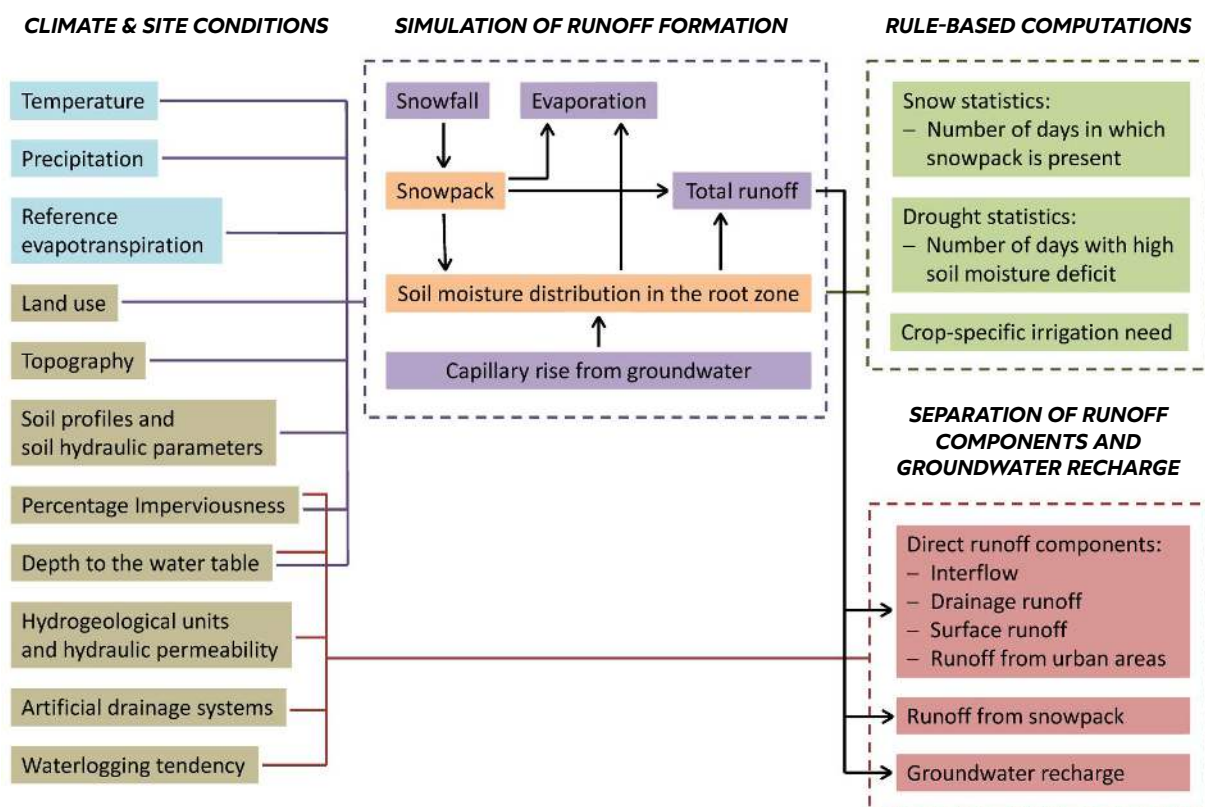 CLIMATE & SITE CONDITIONS
Temperature
Precipitation
Reference
evapotranspiration
Land use
Topography
Soil profiles and
soil hydraulic parameters
Percentage Imperviousness
Depth to the water table
Hydrogeological units
and hydraulic permeability
Artificial drainage systems
Waterlogging tendency
SIMULATION OF RUNOFF FORMATION
Snowfall
Evaporation
Snowpack
Total runoff
Soil moisture distribution in the root zone
Capillary rise from groundwater
RULE-BASED COMPUTATIONS
Snow statistics:
– Number of days in which
snowpack is present
Drought statistics:
– Number of days with high
soil moisture deficit
Crop-specific irrigation need
SEPARATION OF RUNOFF
COMPONENTS AND
GROUNDWATER RECHARGE
Direct runoff components:
– Interflow
– Drainage runoff
– Surface runoff
– Runoff from urban areas
Runoff from snowpack
Groundwater recharge